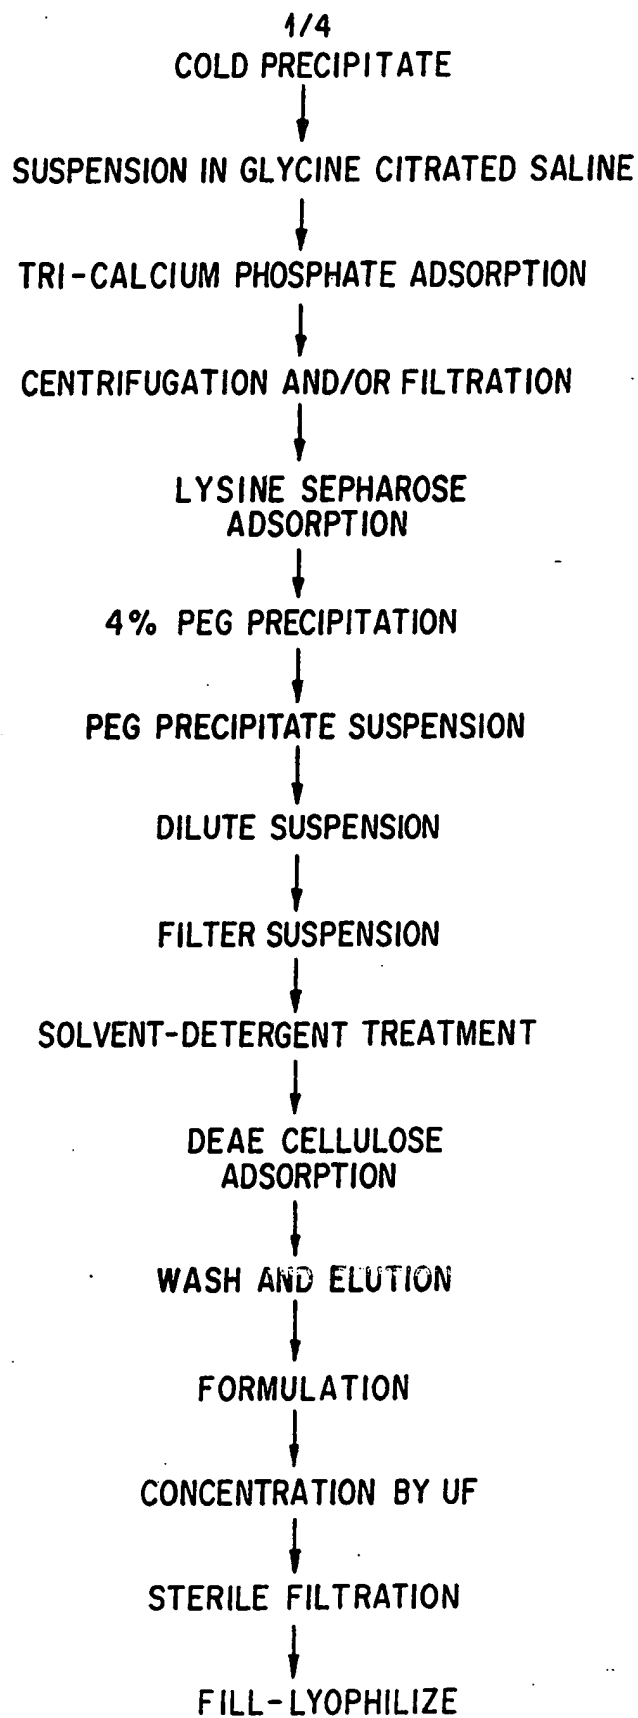 1/4
COLD PRECIPITATE
SUSPENSION IN GLYCINE CITRATED SALINE
TRI-CALCIUM PHOSPHATE ADSORPTION
CENTRIFUGATION AND/OR FILTRATION
LYSINE SEPHAROSE
ADSORPTION
4% PEG PRECIPITATION
PEG PRECIPITATE SUSPENSION
DILUTE SUSPENSION
FILTER SUSPENSION
SOLVENT-DETERGENT TREATMENT
DEAE CELLULOSE
ADSORPTION
WASH AND ELUTION
FORMULATION
CONCENTRATION BY UF
STERILE FILTRATION
FILL-LYOPHILIZE